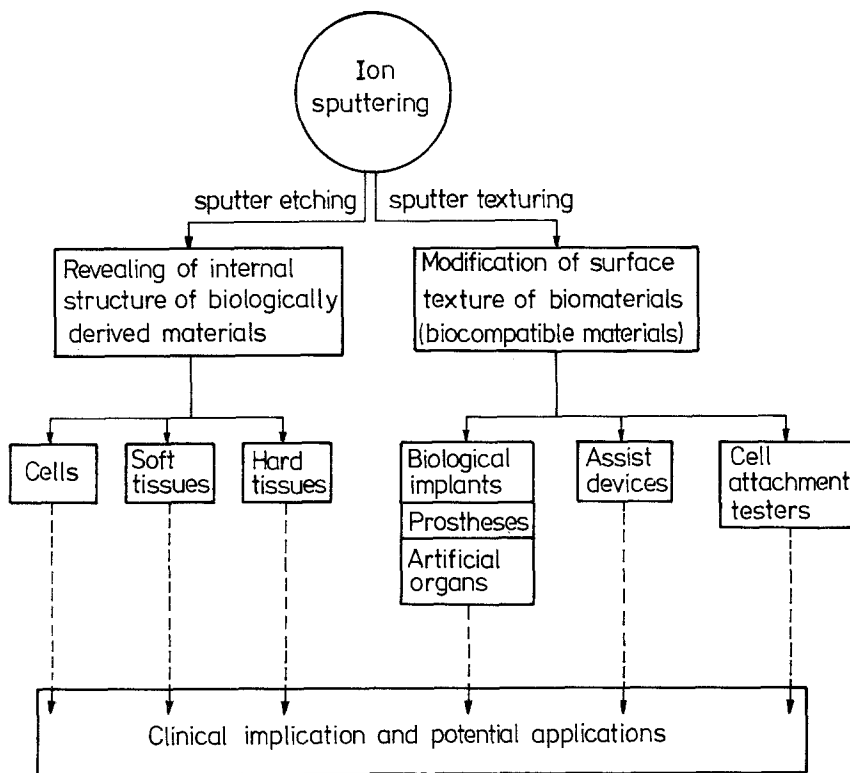 Ion
sputtering
sputter etching
sputter texturing
Revealing of internal
structure of biologically
derived materials
Modification of surface
texture of biomaterials
(biocompatible materials)
Cells
Soft
tissues
Hard
tissues
Biological
implants
Prostheses
Artificial
organs
Assist
devices
Cell
attachment
testers
Clinical implication and potential applications